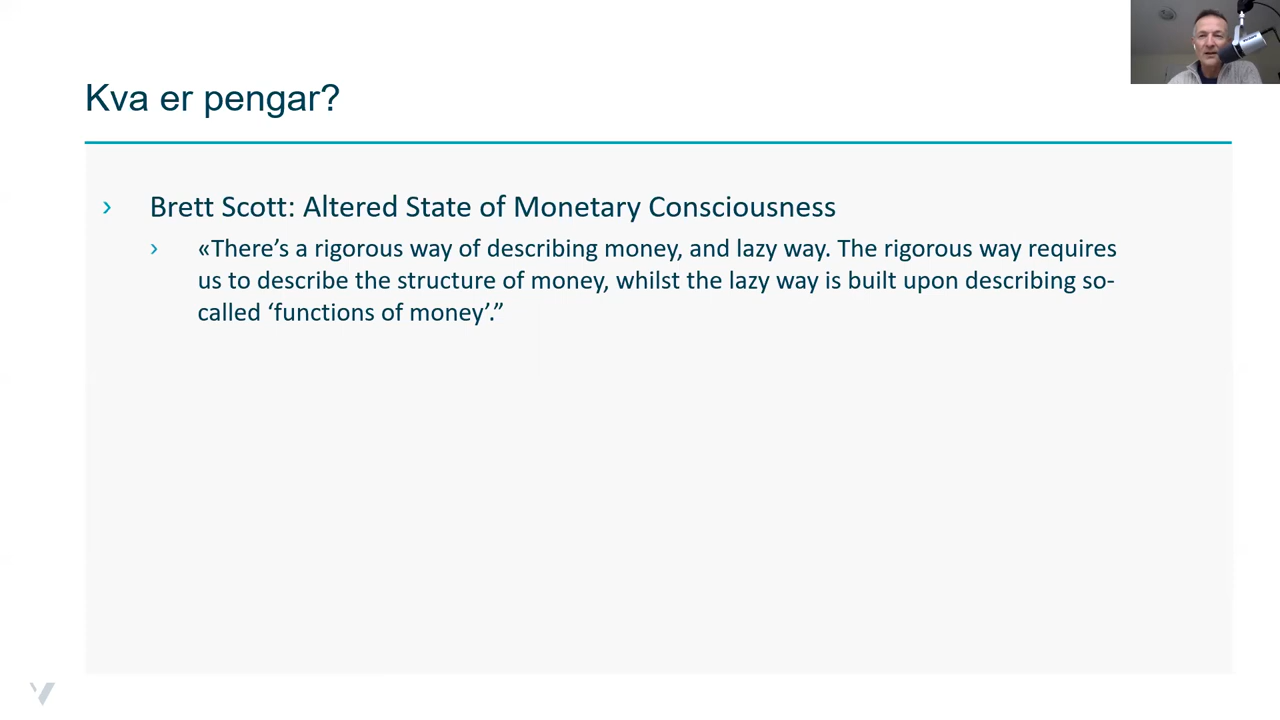 Kva er pengar?
Brett Scott: Altered State of Monetary Consciousness
«There’s a rigorous way of describing money, and lazy way. The rigorous way requires
us to describe the structure of money, whilst the lazy way is built upon describing so-
called ‘functions of money’.”